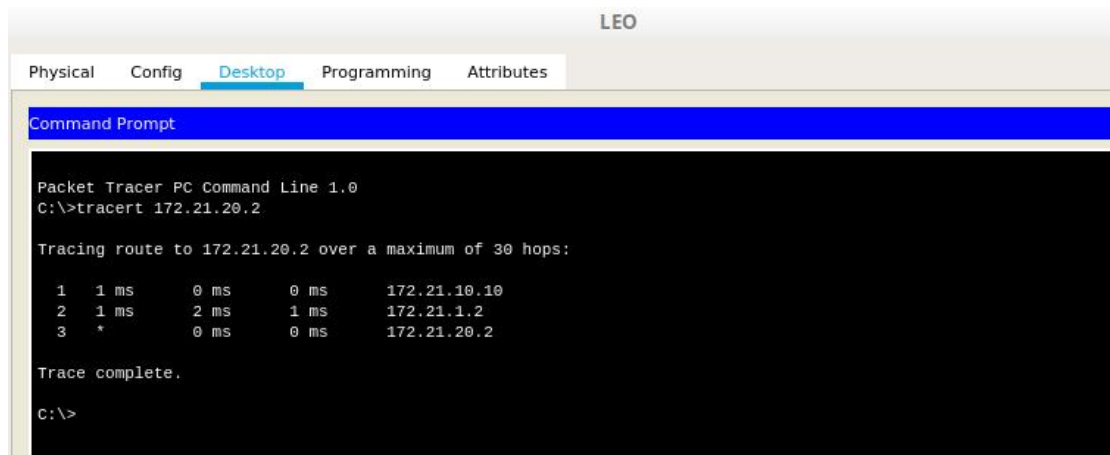 LEO
Physical Config Desktop Programming Attributes
Command Prompt
Packet Tracer PC Command Line 1.0
C:\>tracert 172.21.20.2
Tracing route to 172.21.20.2 over a maximum of 30 hops:
1 1 ms 0 ms 0 ms 172.21.10.10
2 1 ms 2 ms 1 ms 172.21.1.2
3 * 0 ms 0 ms 172.21.20.2
Trace complete.
C:\>